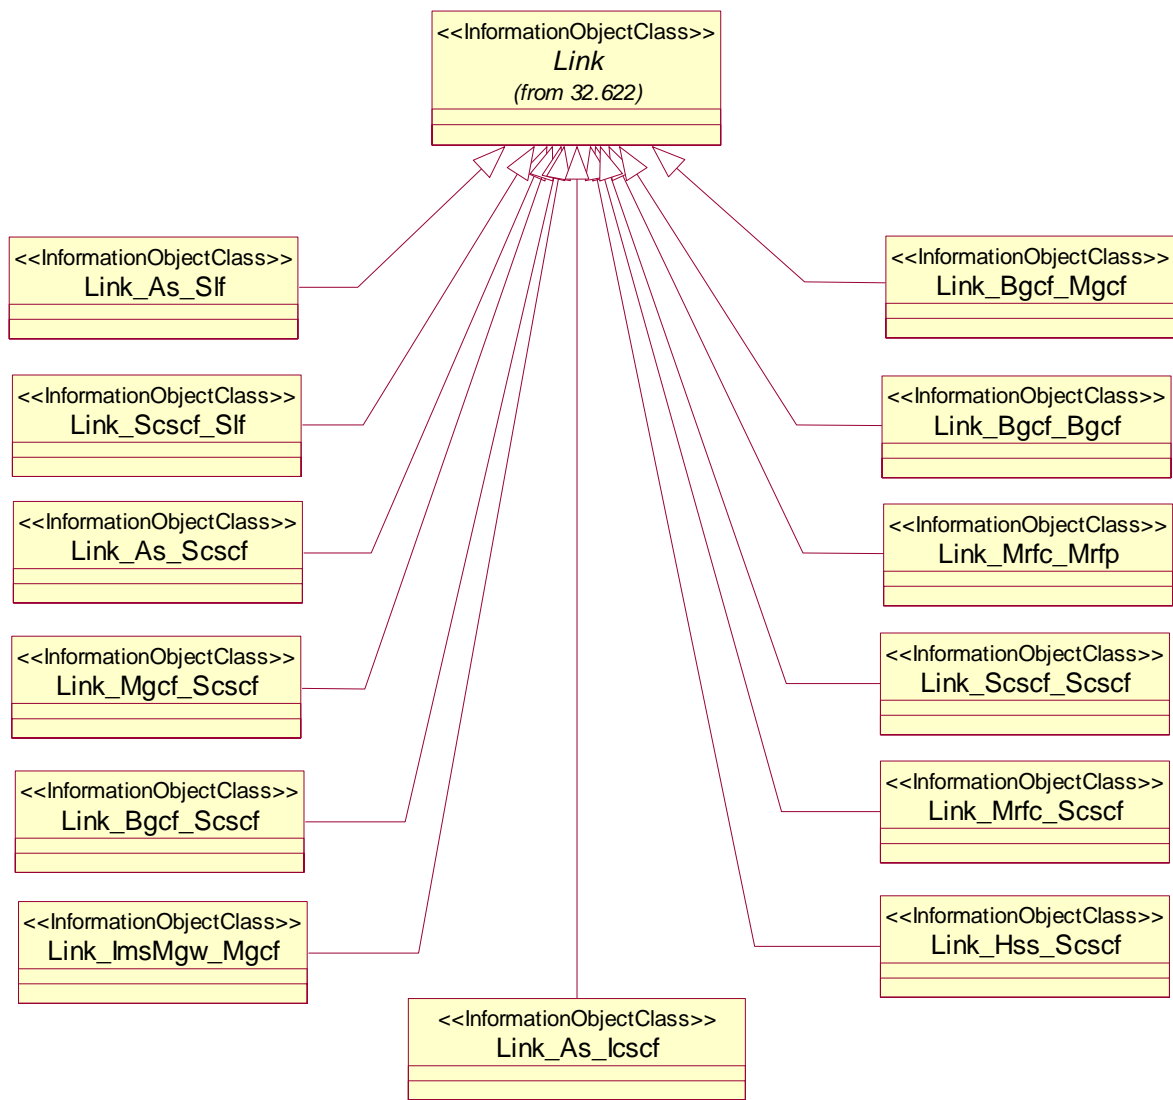 <<InformationObjectClass>>
Link
(from 32.622)
<<InformationObjectClass>>
Link_As_Slf
<<InformationObjectClass>>
Link_Bgcf_Mgcf
<<InformationObjectClass>>
Link_Scscf_Slf
<<InformationObjectClass>>
Link_Bgcf_Bgcf
<<InformationObjectClass>>
Link_As_Scscf
<<InformationObjectClass>>
Link_Mrfc_Mrfp
<<InformationObjectClass>>
Link_Mgcf_Scscf
<<InformationObjectClass>>
Link_Scscf_Scscf
<<InformationObjectClass>>
Link_Bgcf_Scscf
<<InformationObjectClass>>
Link_Mrfc_Scscf
<<InformationObjectClass>>
Link_ImsMgw_Mgcf
<<InformationObjectClass>>
Link_Hss_Scscf
<<InformationObjectClass>>
Link_As_Icscf